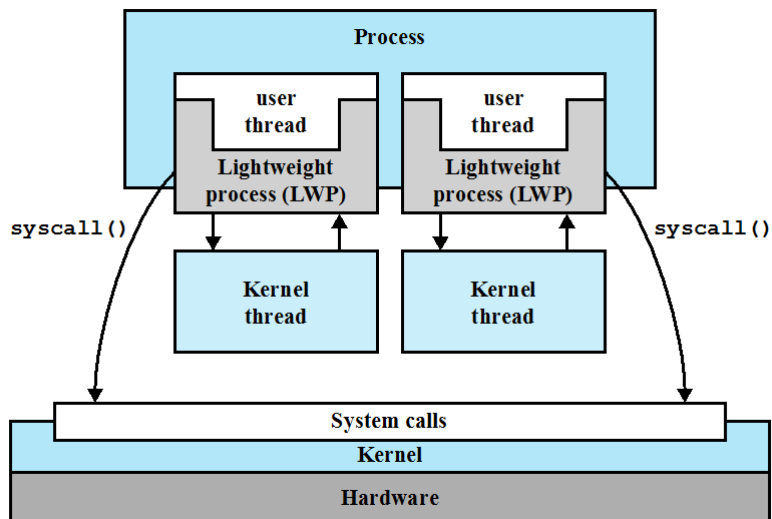 Process
user
thread
user
thread
Lightweight
process (LWP)
Lightweight
process (LWP)
syscall()
syscall()
Kernel
thread
Kernel
thread
System calls
Kernel
Hardware